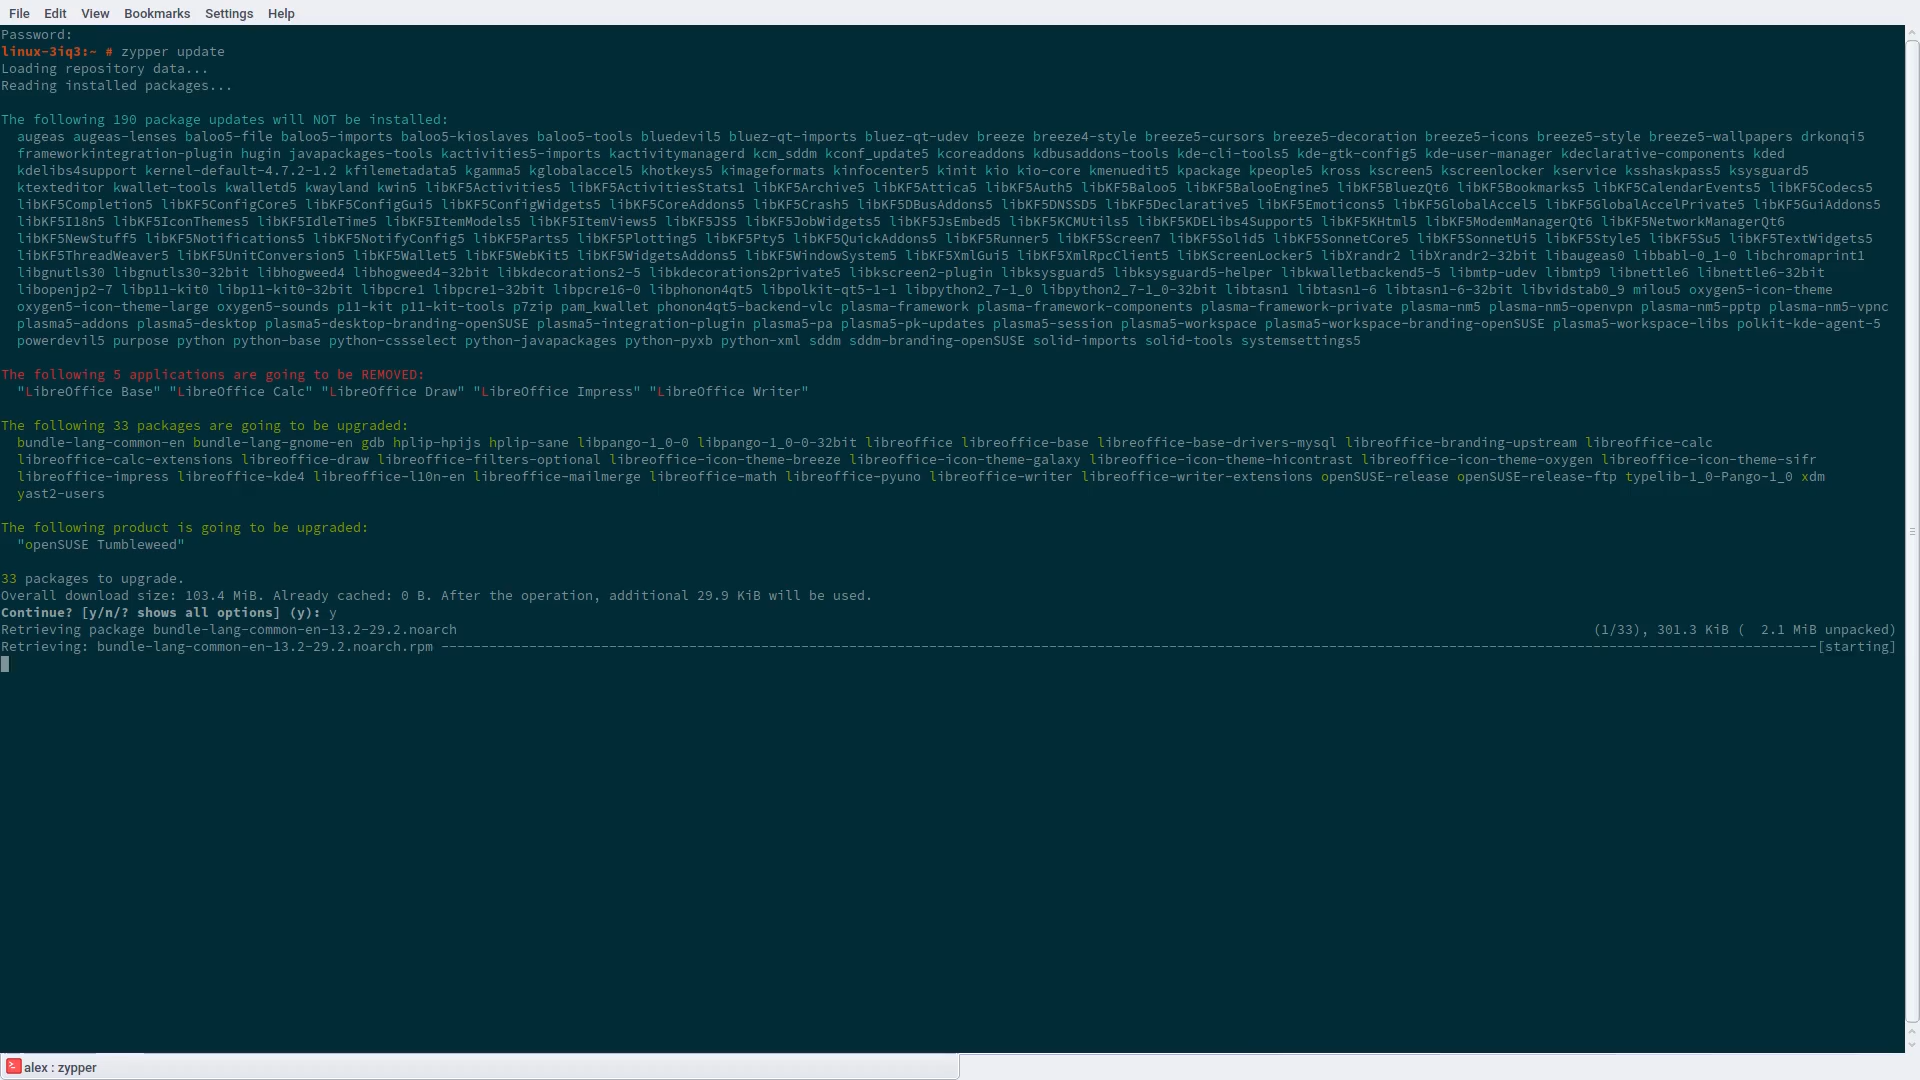 File Edit View Bookmarks Settings Help
Password:
linux-3iq3:~ # zypper update
Loading repository data...
Reading installed packages...
The following 190 package updates will NOT be installed:
augeas augeas-lenses baloo5-file baloo5-imports baloo5-kioslaves baloo5-tools bluedevil5 bluez-qt-imports bluez-qt-udev breeze breeze4-style breeze5-cursors breeze5-decoration breeze5-icons breeze5-style breeze5-wallpapers drkonqi5
frameworkintegration-plugin hugin javapackages-tools kactivities5-imports kactivitymanagerd kcm_sddm kconf_update5 kcoreaddons kdbusaddons-tools kde-cli-tools5 kde-gtk-config5 kde-user-manager kdeclarative-components kded
kdelibs4support kernel-default-4.7.2-1.2 kfilemetadata5 kgamma5 kglobalaccel5 khotkeys5 kimageformats kinfocenter5 kinit kio kio-core kmenuedit5 kpackage kpeople5 kross kscreen5 kscreenlocker kservice ksshaskpass5 ksysguard5
ktexteditor kwallet-tools kwalletd5 kwayland kwin5 libKF5Activities5 libKF5ActivitiesStats1 libKF5Archive5 libKF5Attica5 libKF5Auth5 libKF5Baloo5 libKF5BalooEngine5 libKF5BluezQt6 libKF5Bookmarks5 libKF5CalendarEvents5 libKF5Codecs5
libKF5Completion5 libKF5ConfigCore5 libKF5ConfigGui5 libKF5ConfigWidgets5 libKF5CoreAddons5 libKF5Crash5 libKF5DBusAddons5 libKF5DNSSD5 libKF5Declarative5 libKF5Emoticons5 libKF5GlobalAccel5 libKF5GlobalAccelPrivate5 libKF5GuiAddons5
libKF5I18n5 libKF5IconThemes5 libKF5IdleTime5 libKF5ItemModels5 libKF5ItemViews5 libKF5JS5 libKF5JobWidgets5 libKF5JsEmbed5 libKF5KCMUtils5 libKF5KDELibs4Support5 libKF5KHtml5 libKF5ModemManagerQt6 libKF5NetworkManagerQt6
libKF5NewStuff5 libKF5Notifications5 libKF5NotifyConfig5 libKF5Parts5 libKF5Plotting5 libKF5Pty5 libKF5QuickAddons5 libKF5Runner5 libKF5Screen7 libKF5Solid5 libKF5SonnetCore5 libKF5SonnetUi5 libKF5Style5 libKF5Su5 libKF5TextWidgets5
libKF5ThreadWeaver5 libKF5UnitConversion5 libKF5Wallet5 libKF5WebKit5 libKF5WidgetsAddons5 libKF5WindowSystem5 libKF5XmlGui5 libKF5XmlRpcClient5 libKScreenLocker5 libXrandr2 libXrandr2-32bit libaugeas0 libbabl-0_1-0 libchromaprint1
libgnutls30 libgnutls30-32bit libhogweed4 libhogweed4-32bit libkdecorations2-5 libkdecorations2private5 libkscreen2-plugin libksysguard5 libksysguard5-helper libkwalletbackend5-5 libmtp-udev libmtp9 libnettle6 libnettle6-32bit
libopenjp2-7 libp11-kit0 libp11-kit0-32bit libpcre1 libpcre1-32bit libpcre16-0 libphonon4qt5 libpolkit-qt5-1-1 libpython2_7-1_0 libpython2_7-1_0-32bit libtasn1 libtasn1-6 libtasn1-6-32bit libvidstab0_9 milou5 oxygen5-icon-theme
oxygen5-icon-theme-large oxygen5-sounds p11-kit p11-kit-tools p7zip pam_kwallet phonon4qt5-backend-vlc plasma-framework plasma-framework-components plasma-framework-private plasma-nm5 plasma-nm5-openvpn plasma-nm5-pptp plasma-nm5-vpnc
plasma5-addons plasma5-desktop plasma5-desktop-branding-openSUSE plasma5-integration-plugin plasma5-pa plasma5-pk-updates plasma5-session plasma5-workspace plasma5-workspace-branding-openSUSE plasma5-workspace-libs polkit-kde-agent-5
powerdevil5 purpose python python-base python-cssselect python-javapackages python-pyxb python-xml sddm sddm-branding-openSUSE solid-imports solid-tools systemsettings5
The following 5 applications are going to be REMOVED:
"LibreOffice Base" "LibreOffice Calc" "LibreOffice Draw" "LibreOffice Impress" "LibreOffice Writer"
The following 33 packages are going to be upgraded:
bundle-lang-common-en bundle-lang-gnome-en gdb hplip-hpijs hplip-sane libpango-1_0-0 libpango-1_0-0-32bit libreoffice libreoffice-base libreoffice-base-drivers-mysql libreoffice-branding-upstream libreoffice-calc
libreoffice-calc-extensions libreoffice-draw libreoffice-filters-optional libreoffice-icon-theme-breeze libreoffice-icon-theme-galaxy libreoffice-icon-theme-hicontrast libreoffice-icon-theme-oxygen libreoffice-icon-theme-sifr
libreoffice-impress libreoffice-kde4 libreoffice-l10n-en libreoffice-mailmerge libreoffice-math libreoffice-pyuno libreoffice-writer libreoffice-writer-extensions openSUSE-release openSUSE-release-ftp typelib-1_0-Pango-1_0 xdm
yast2-users
The following product is going to be upgraded:
"openSUSE Tumbleweed"
33 packages to upgrade.
Overall download size: 103.4 MiB. Already cached: 0 B. After the operation, additional 29.9 KiB will be used.
Continue? [y/n/? shows all options] (y): y
Retrieving package bundle-lang-common-en-13.2-29.2.noarch (1/33), 301.3 KiB ( 2.1 MiB unpacked)
Retrieving: bundle-lang-common-en-13.2-29.2.noarch.rpm ----------[starting]
alex : zypper